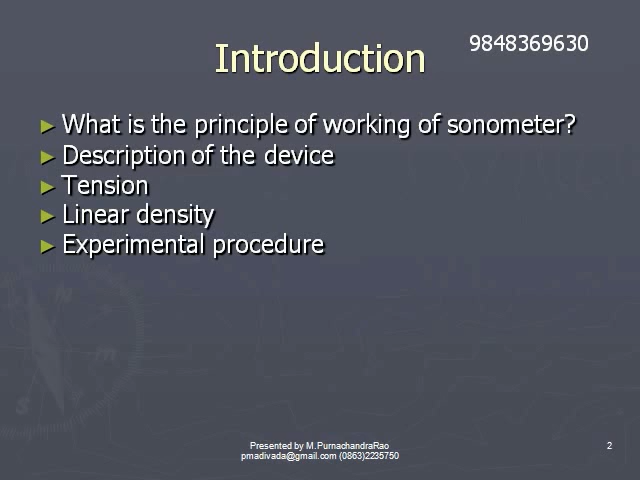 9848369630
Introduction
► What is the principle of working of sonometer?
► Description of the device
► Tension
► Linear density
► Experimental procedure
N
m
S
Presented by M.PurnachandraRao
pmadivada@gmail.com (0863)2235750
2